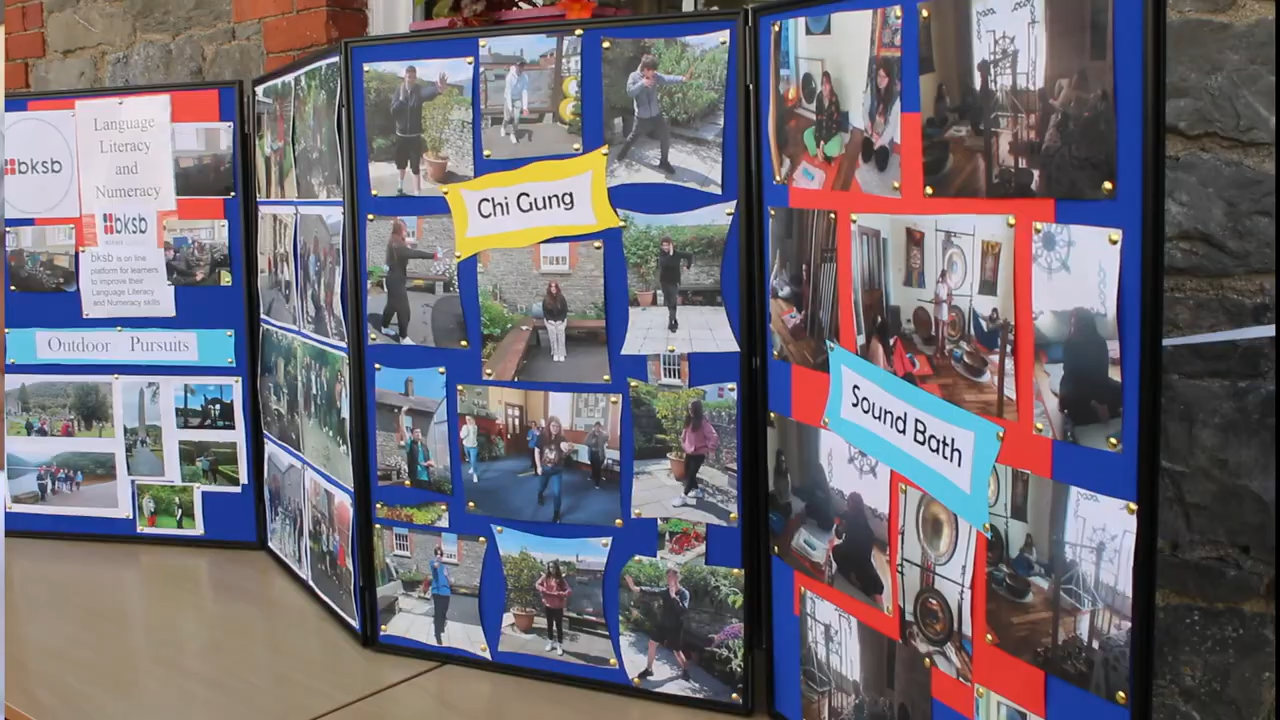 bksb
Language
Literacy
and
Numeracy
bksb
bksb is on line
platform for learners
to improve their
Language Literacy
and Numeracy skills
Outdoor Pursuits
Chi Gung
Sound Bath